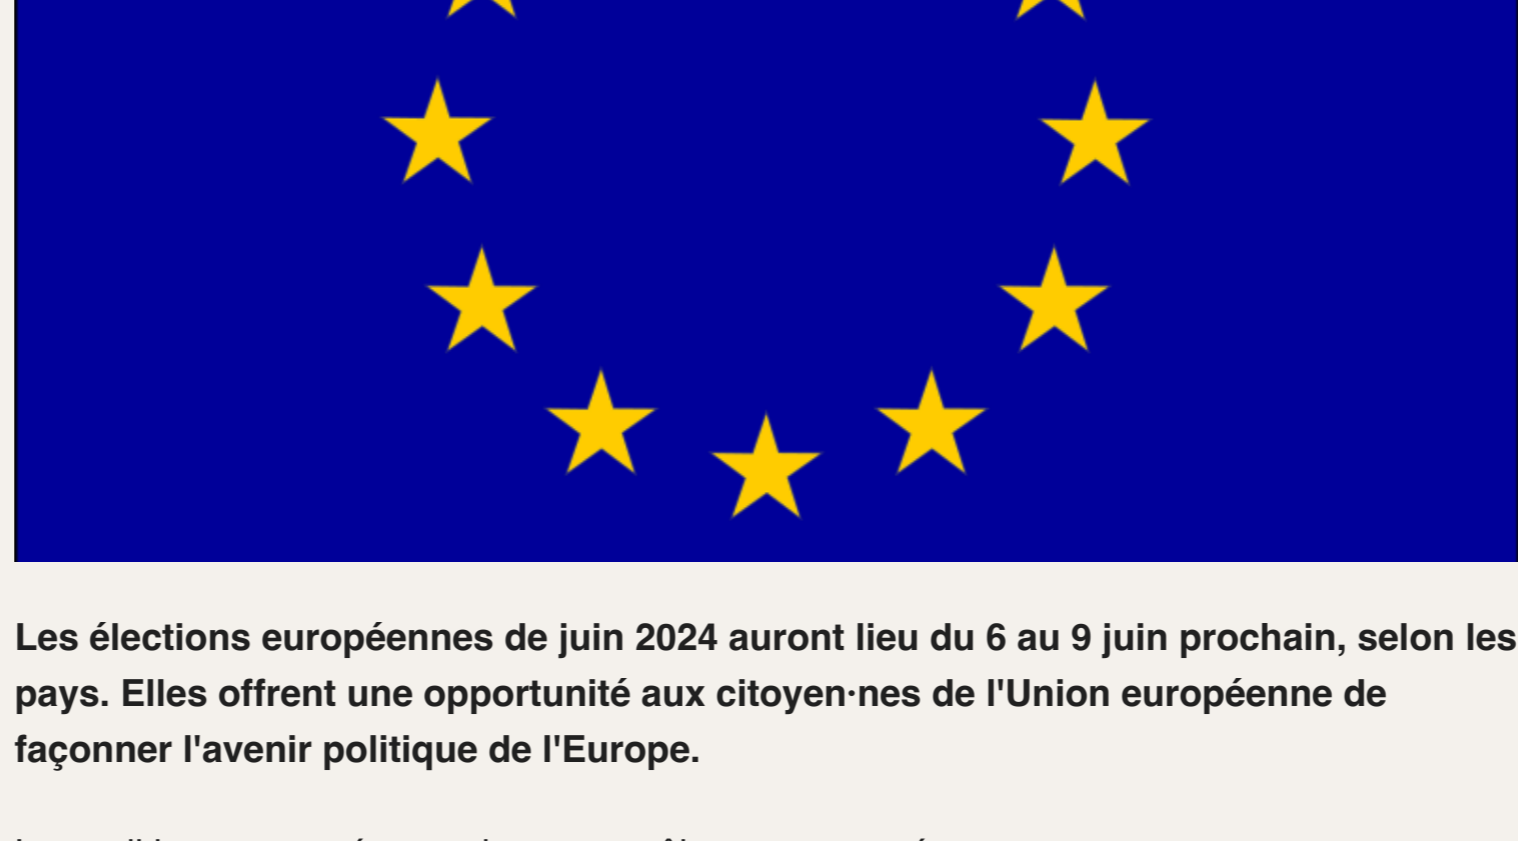 Les élections européennes de juin 2024 auront lieu du 6 au 9 juin prochain, selon les
pays. Elles offrent une opportunité aux citoyen·nes de l'Union européenne de
façonner l'avenir politique de l'Europe.